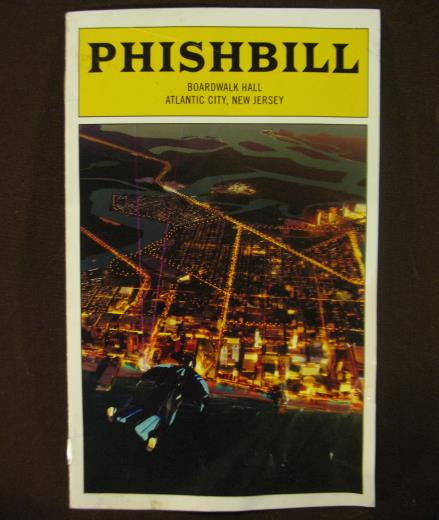 PHISHBILL
BOARDWALK HALL
ATLANTIC CITY, NEW JERSEY